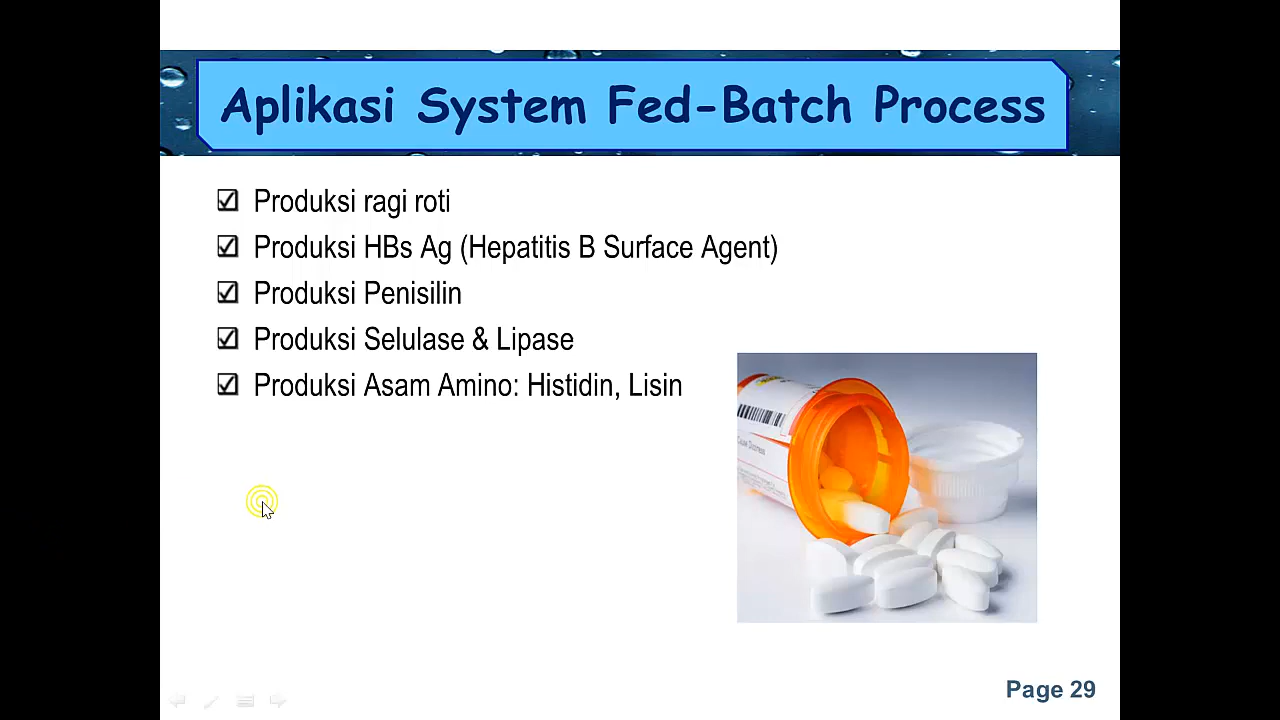 Aplikasi System Fed-Batch Process
Produksi ragi roti
Produksi HBs Ag (Hepatitis B Surface Agent)
Produksi Penisilin
Produksi Selulase & Lipase
Produksi Asam Amino: Histidin, Lisin
Page 29